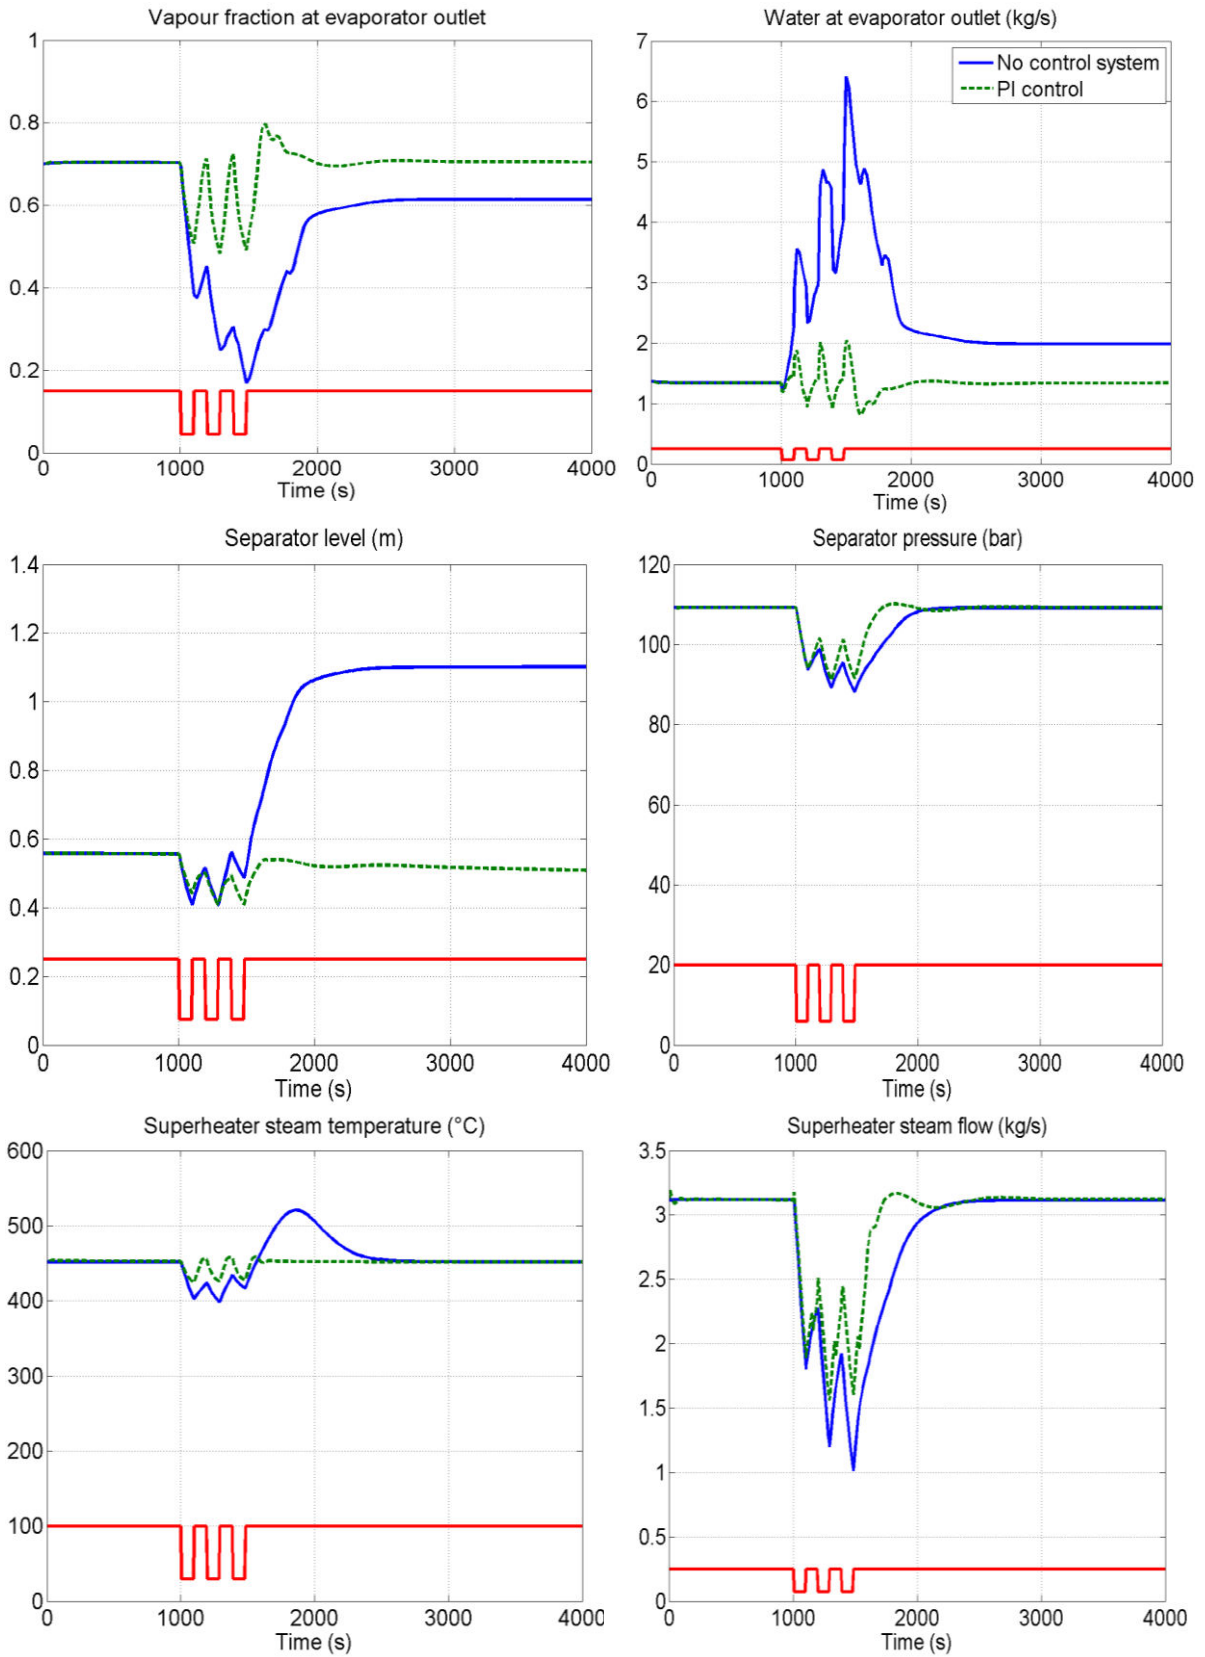 Vapour fraction at evaporator outlet
1
0.8
0.6
0.4
0.2
0
0 1000 2000 3000 4000
Time (s)
Water at evaporator outlet (kg/s)
7
6
5
4
3
2
1
0
No control system
PI control
0 1000 2000 3000 4000
Time (s)
Separator level (m)
1.4
1.2
1
0.8
0.6
0.4
0.2
0
0 1000 2000 3000 4000
Time (s)
Separator pressure (bar)
120
100
80
60
40
20
0
0 1000 2000 3000 4000
Time (s)
Superheater steam temperature (°C)
600
500
400
300
200
100
0
0 1000 2000 3000 4000
Time (s)
Superheater steam flow (kg/s)
3.5
3
2.5
2
1.5
1
0.5
0
0 1000 2000 3000 4000
Time (s)